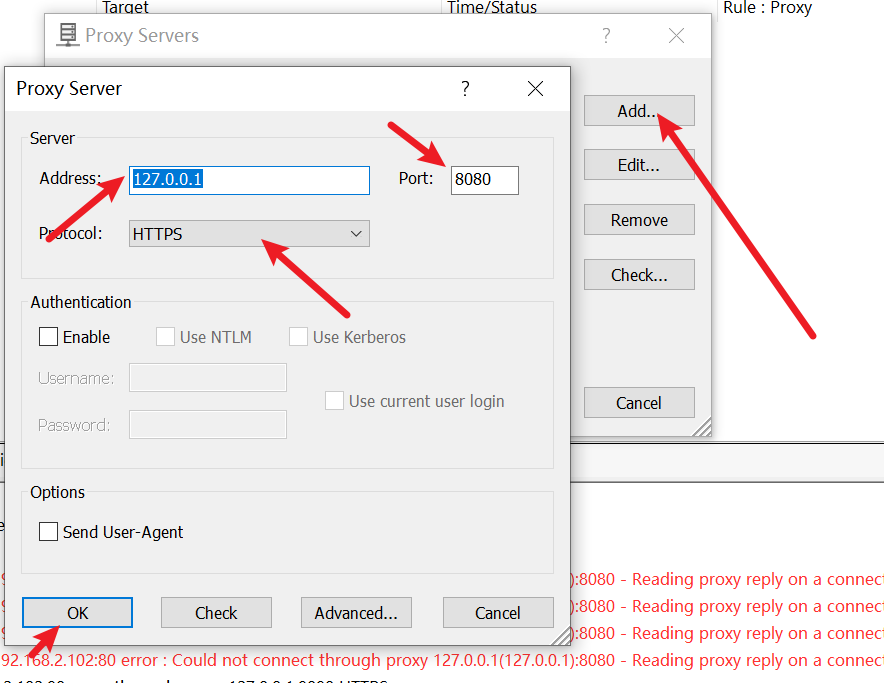 Target Time/Status Rule : Proxy
Proxy Servers ?
Proxy Server ?
Add...
Edit...
Remove
Check...
Cancel
Server
Address: 127.0.0.1 Port: 8080
Protocol: HTTPS
Authentication
Enable Use NTLM Use Kerberos
Username:
Use current user login
Password:
Options
Send User-Agent
OK Check Advanced... Cancel
):8080 - Reading proxy reply on a connect
):8080 - Reading proxy reply on a connect
):8080 - Reading proxy reply on a connect
92.168.2.102:80 error : Could not connect through proxy 127.0.0.1(127.0.0.1):8080 - Reading proxy reply on a connect